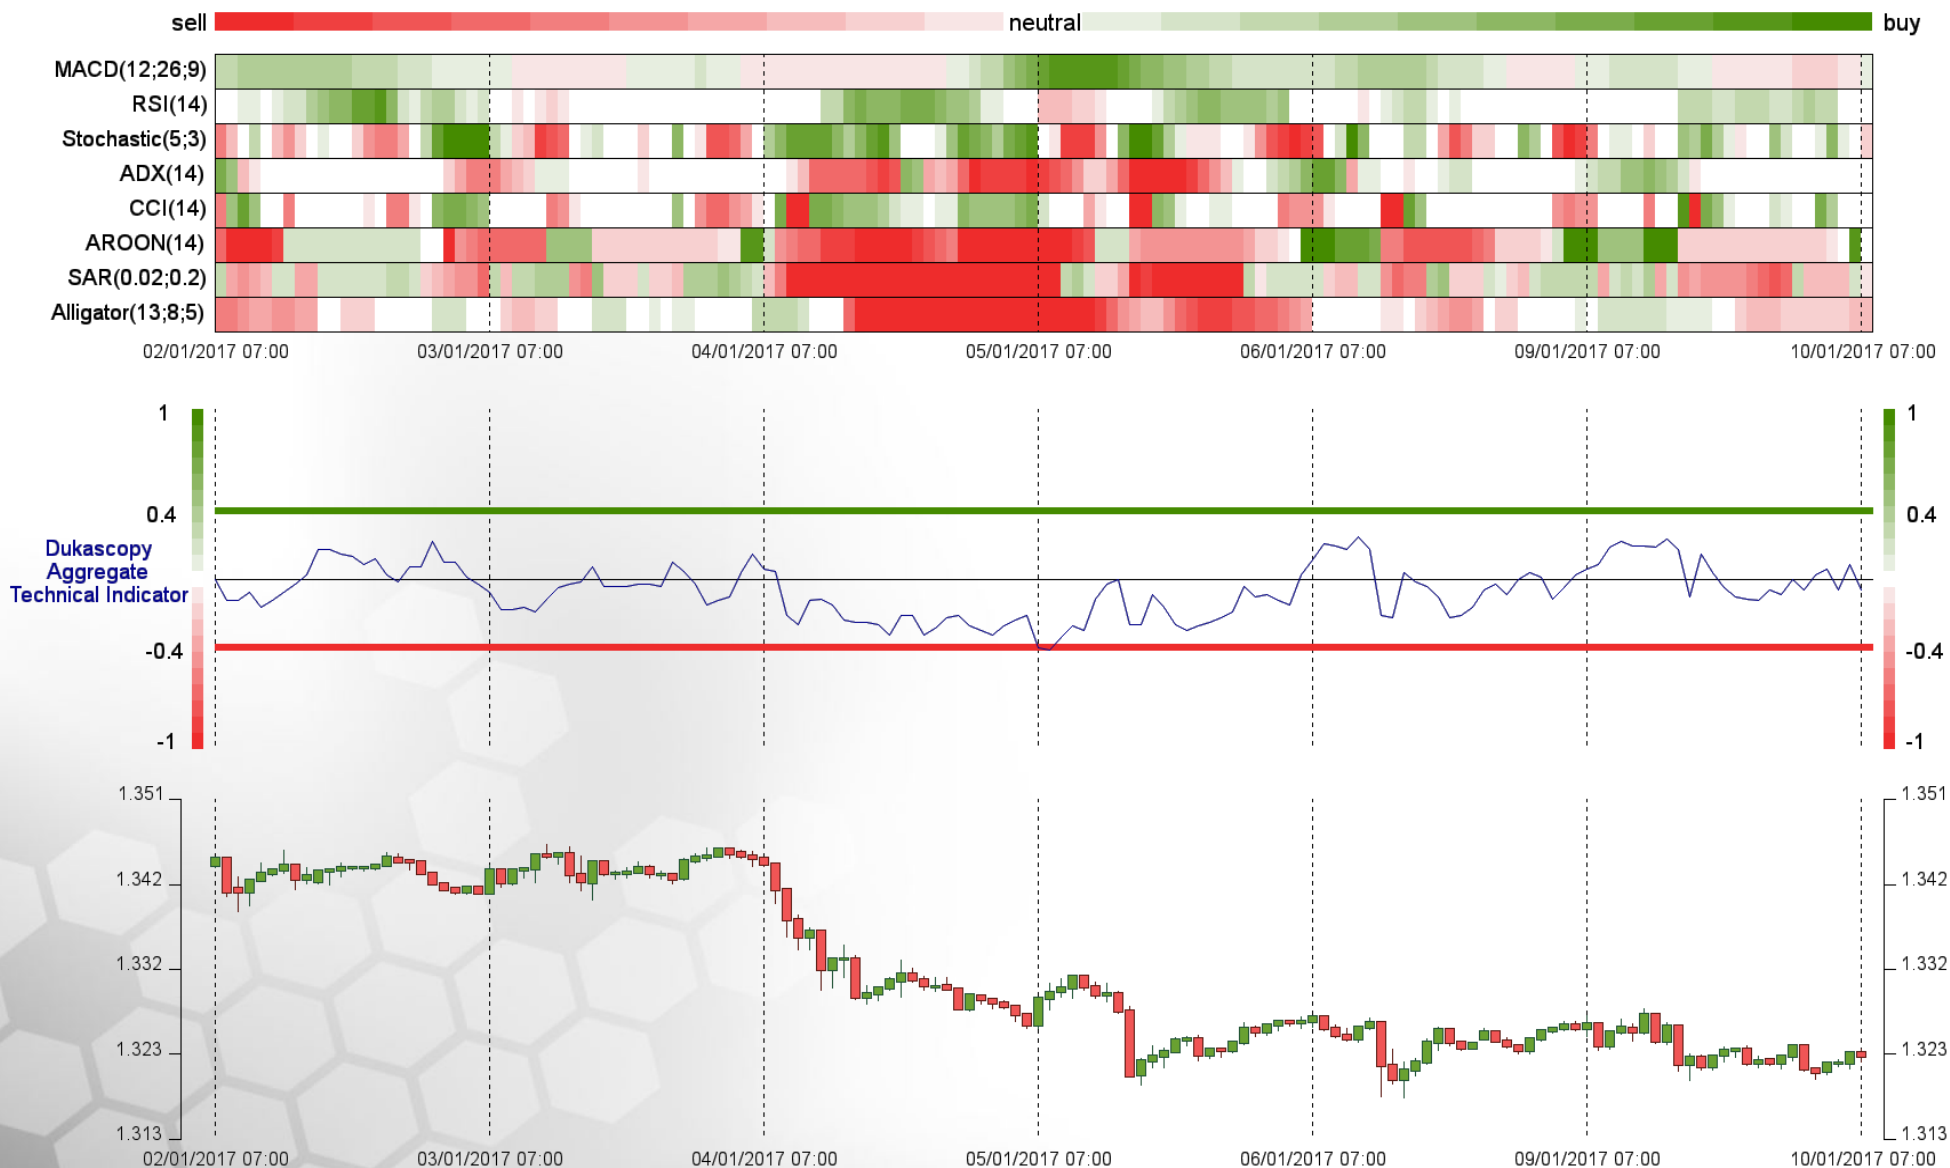 sell neutral buy
MACD(12;26;9)
RSI(14)
Stochastic(5;3)
ADX(14)
CCI(14)
AROON(14)
SAR(0.02;0.2)
Alligator(13;8;5)
02/01/2017 07:00 03/01/2017 07:00 04/01/2017 07:00 05/01/2017 07:00 06/01/2017 07:00 09/01/2017 07:00 10/01/2017 07:00
1 1
0.4 0.4
Dukascopy
Aggregate
Technical Indicator
-0.4 -0.4
-1 -1
1.351 1.351
1.342 1.342
1.332 1.332
1.323 1.323
1.313 1.313
02/01/2017 07:00 03/01/2017 07:00 04/01/2017 07:00 05/01/2017 07:00 06/01/2017 07:00 09/01/2017 07:00 10/01/2017 07:00